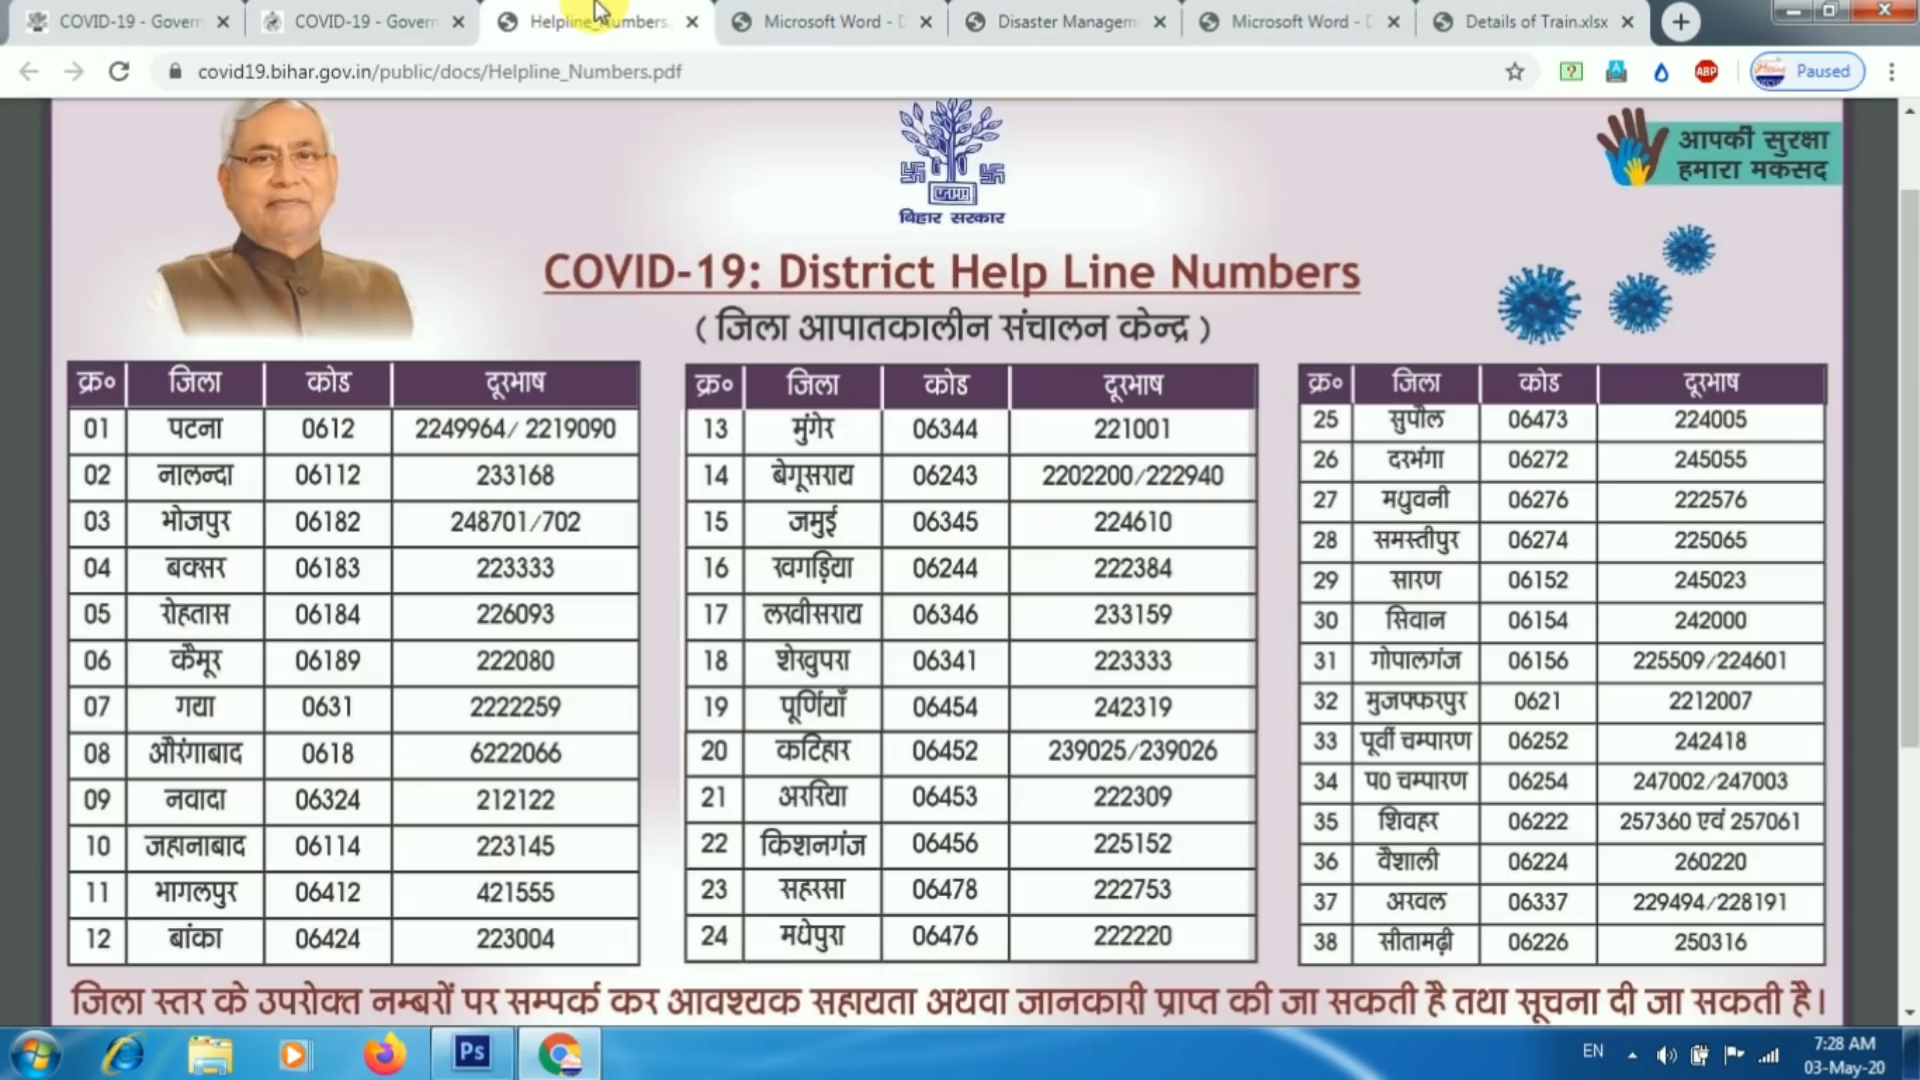 COVID-19 - Govern
COVID-19 - Govern
Helpline_Numbers
Microsoft Word - D
Disaster Managem
Microsoft Word - D
Details of Train.xlsx
covid19.bihar.gov.in/public/docs/Helpline_Numbers.pdf
ABP
Paused
बिहार सरकार
आपकी सुरक्षा
हमारा मकसद
COVID-19: District Help Line Numbers
( जिला आपातकालीन संचालन केन्द्र )
क्र० जिला कोड दूरभाष
01 पटना 0612 2249964/ 2219090
02 नालन्दा 06112 233168
03 भोजपुर 06182 248701/702
04 बक्सर 06183 223333
05 रोहतास 06184 226093
06 कैमूर 06189 222080
07 गया 0631 2222259
08 औरंगाबाद 0618 6222066
09 नवादा 06324 212122
10 जहानाबाद 06114 223145
11 भागलपुर 06412 421555
12 बांका 06424 223004
क्र० जिला कोड दूरभाष
13 मुंगेर 06344 221001
14 बेगूसराय 06243 2202200/222940
15 जमुई 06345 224610
16 खगड़िया 06244 222384
17 लखीसराय 06346 233159
18 शेखुपरा 06341 223333
19 पूर्णियाँ 06454 242319
20 कटिहार 06452 239025/239026
21 अररिया 06453 222309
22 किशनगंज 06456 225152
23 सहरसा 06478 222753
24 मधेपुरा 06476 222220
क्र० जिला कोड दूरभाष
25 सुपौल 06473 224005
26 दरभंगा 06272 245055
27 मधुवनी 06276 222576
28 समस्तीपुर 06274 225065
29 सारण 06152 245023
30 सिवान 06154 242000
31 गोपालगंज 06156 225509/224601
32 मुजफ्फरपुर 0621 2212007
33 पूर्वी चम्पारण 06252 242418
34 प0 चम्पारण 06254 247002/247003
35 शिवहर 06222 257360 एवं 257061
36 वैशाली 06224 260220
37 अरवल 06337 229494/228191
38 सीतामढ़ी 06226 250316
जिला स्तर के उपरोक्त नम्बरों पर सम्पर्क कर आवश्यक सहायता अथवा जानकारी प्राप्त की जा सकती है तथा सूचना दी जा सकती है।
Ps
EN
7:28 AM
03-May-20